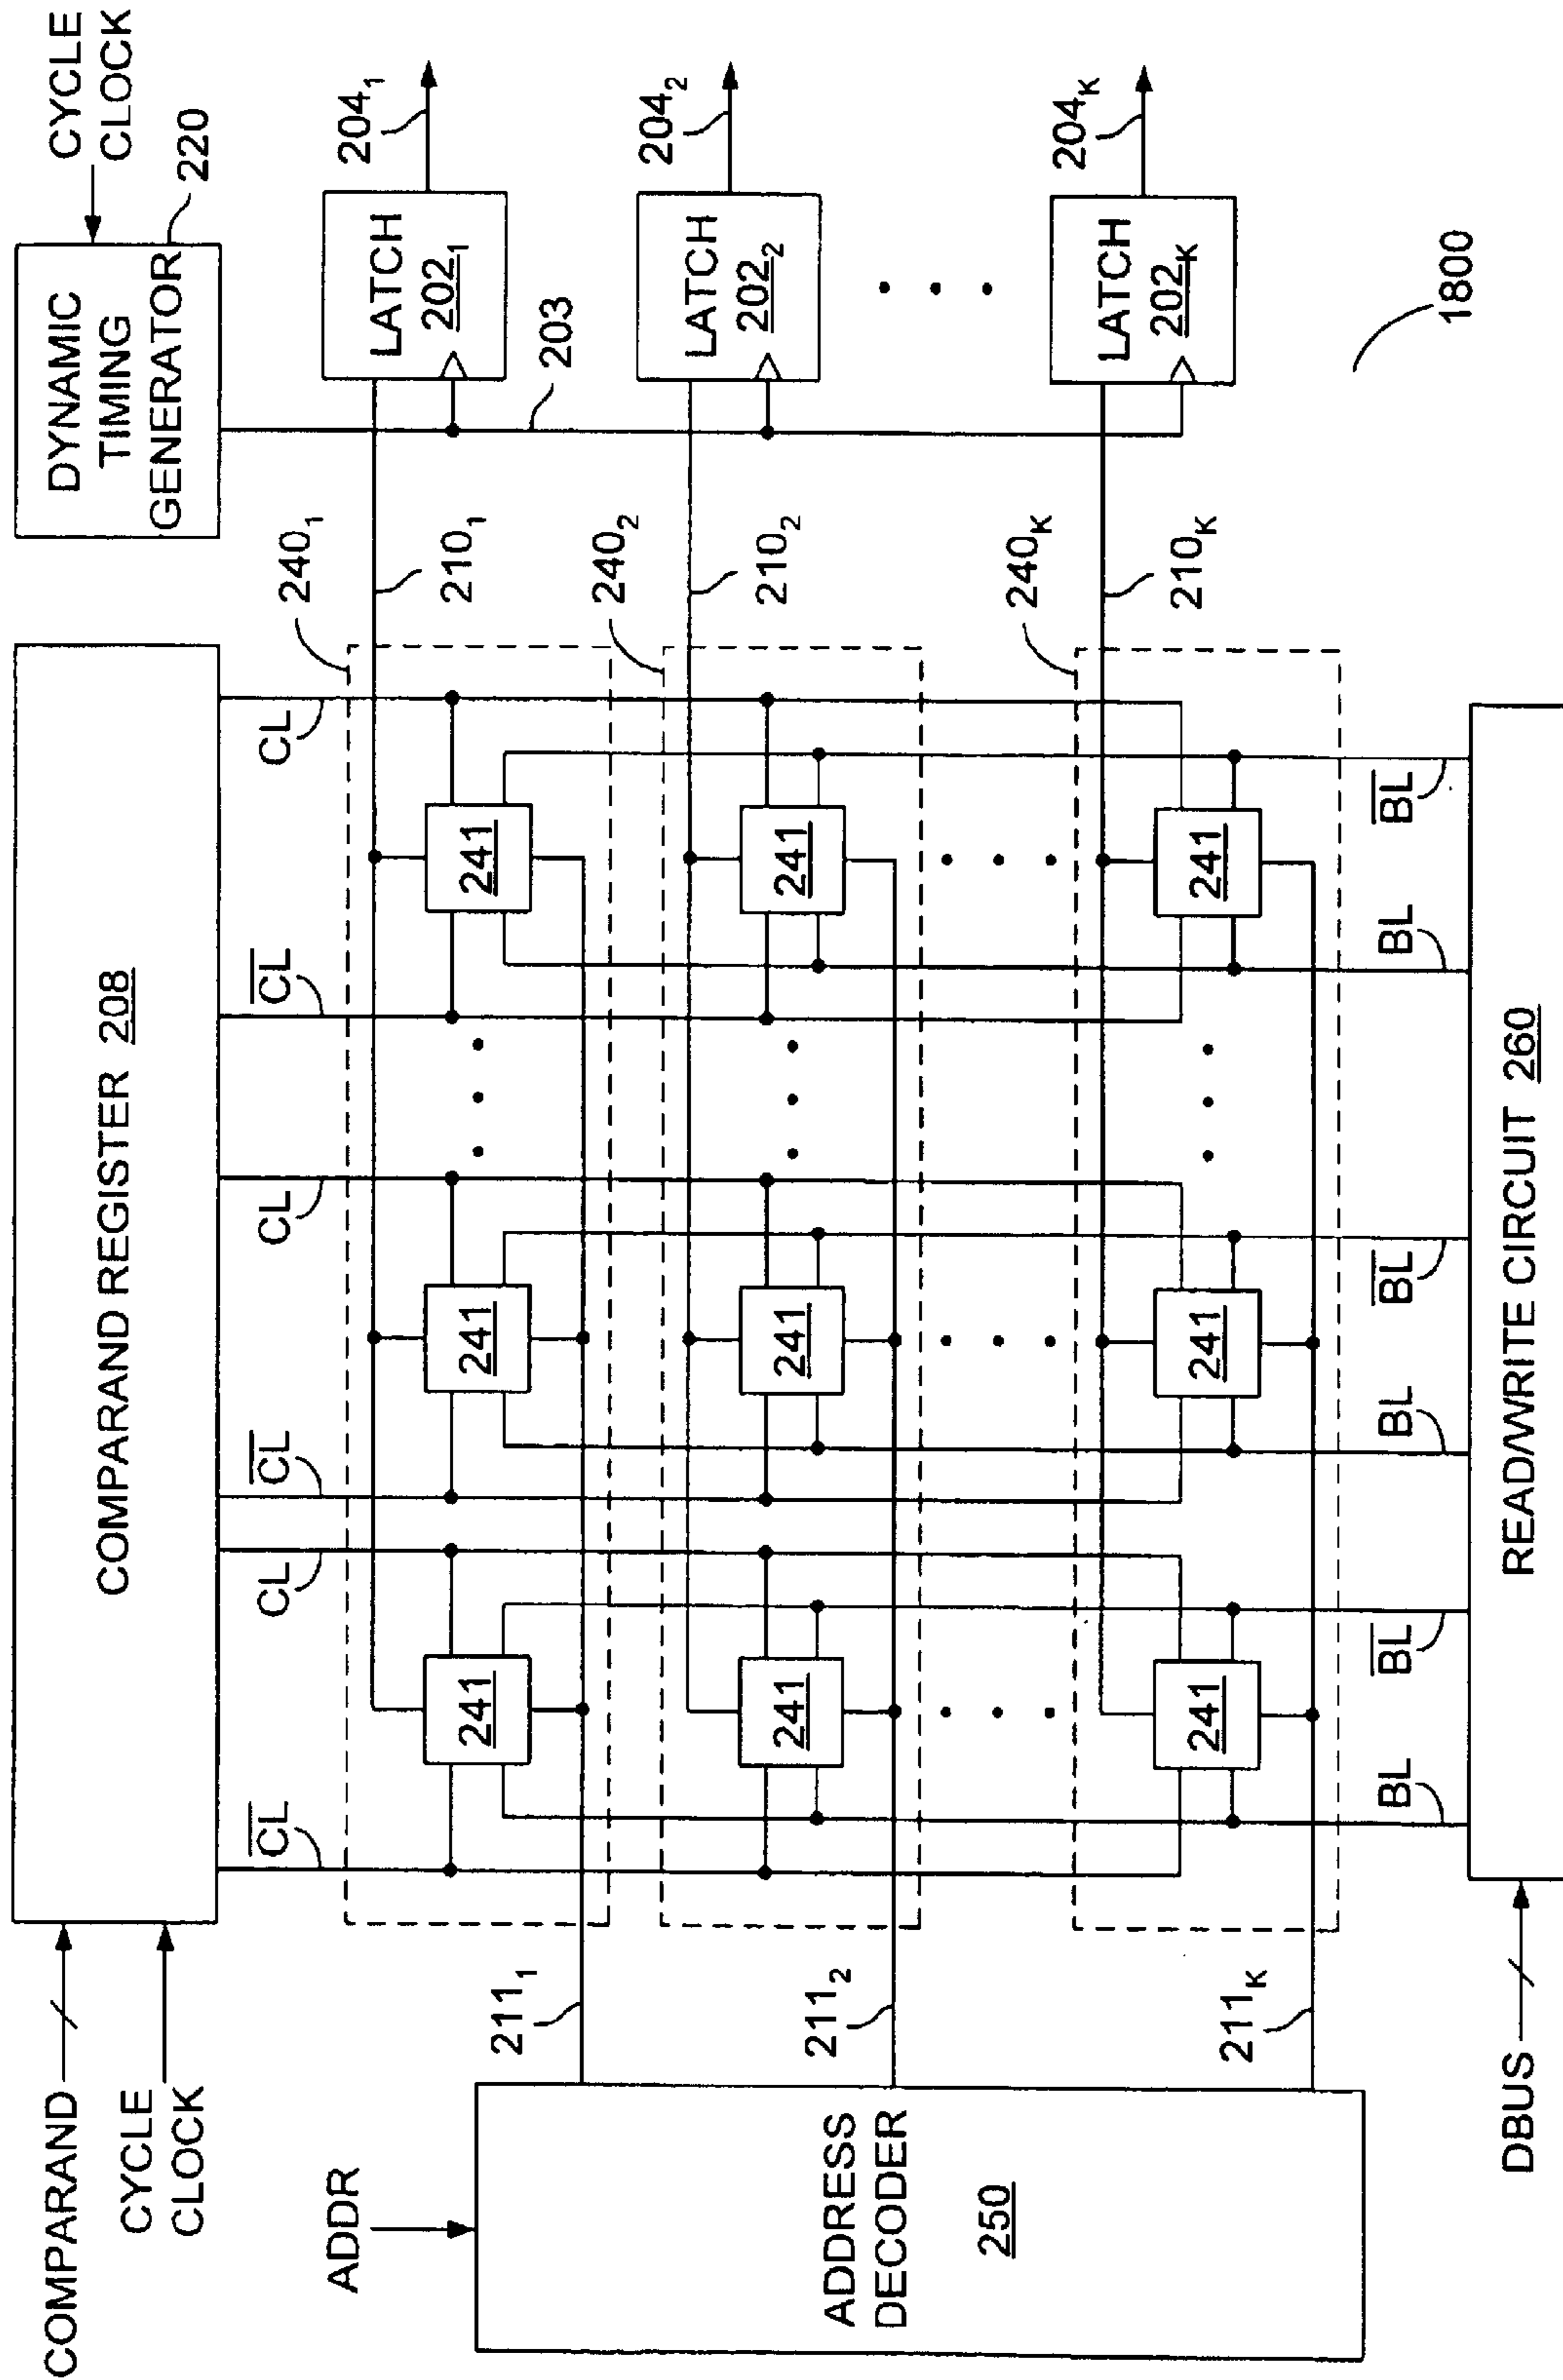 COMPARAND
CYCLE
CLOCK
COMPARAND REGISTER 208
DYNAMIC
TIMING
GENERATOR
CYCLE
CLOCK
220
CL
CL
CL
CL
CL
CL
240₁
210₁
LATCH
202₁
204₁
203
241
241
241
211₁
240₂
210₂
LATCH
202₂
204₂
241
241
241
211₂
240K
210K
LATCH
202K
204K
241
241
241
211K
ADDR
ADDRESS
DECODER
250
BL
BL
BL
BL
BL
BL
1800
DBUS
READ/WRITE CIRCUIT 260